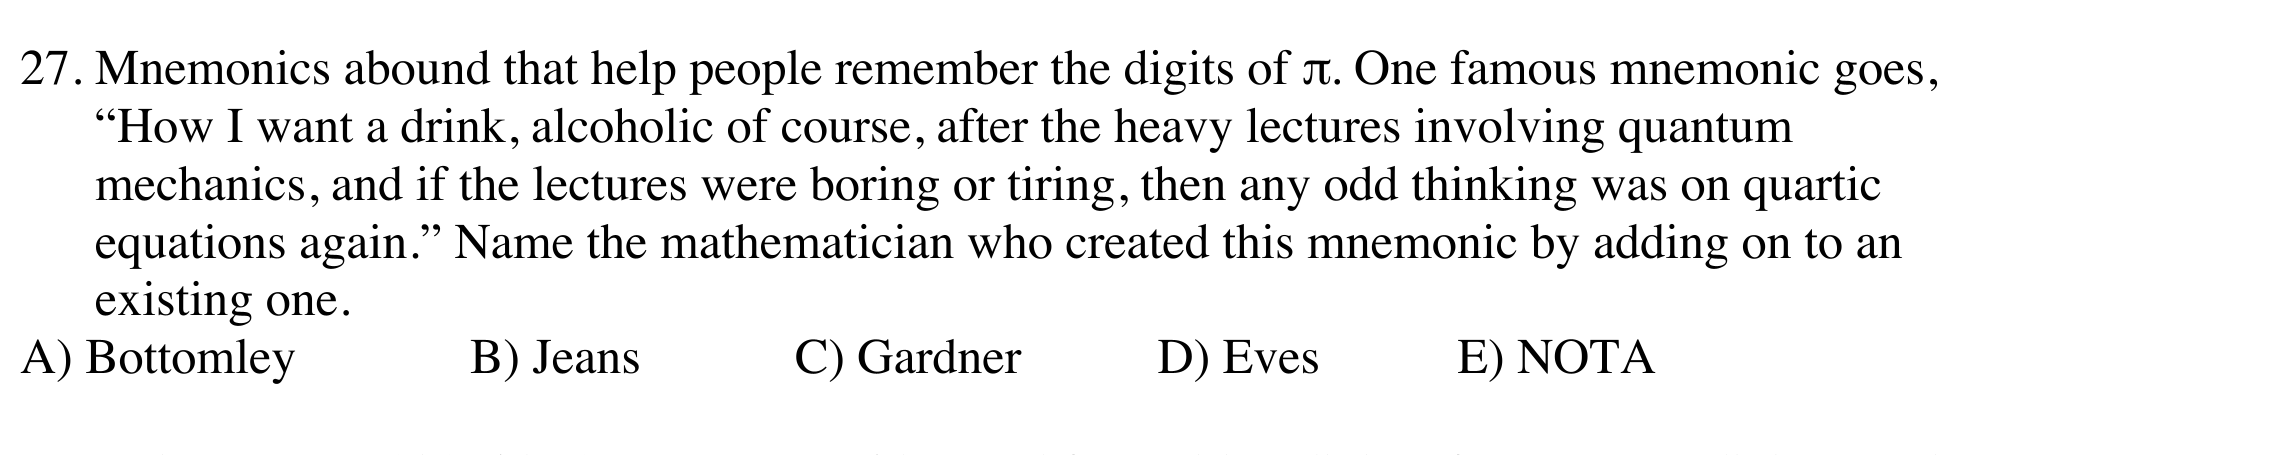 27. Mnemonics abound that help people remember the digits of π. One famous mnemonic goes,
“How I want a drink, alcoholic of course, after the heavy lectures involving quantum
mechanics, and if the lectures were boring or tiring, then any odd thinking was on quartic
equations again.” Name the mathematician who created this mnemonic by adding on to an
existing one.
A) Bottomley B) Jeans C) Gardner D) Eves E) NOTA